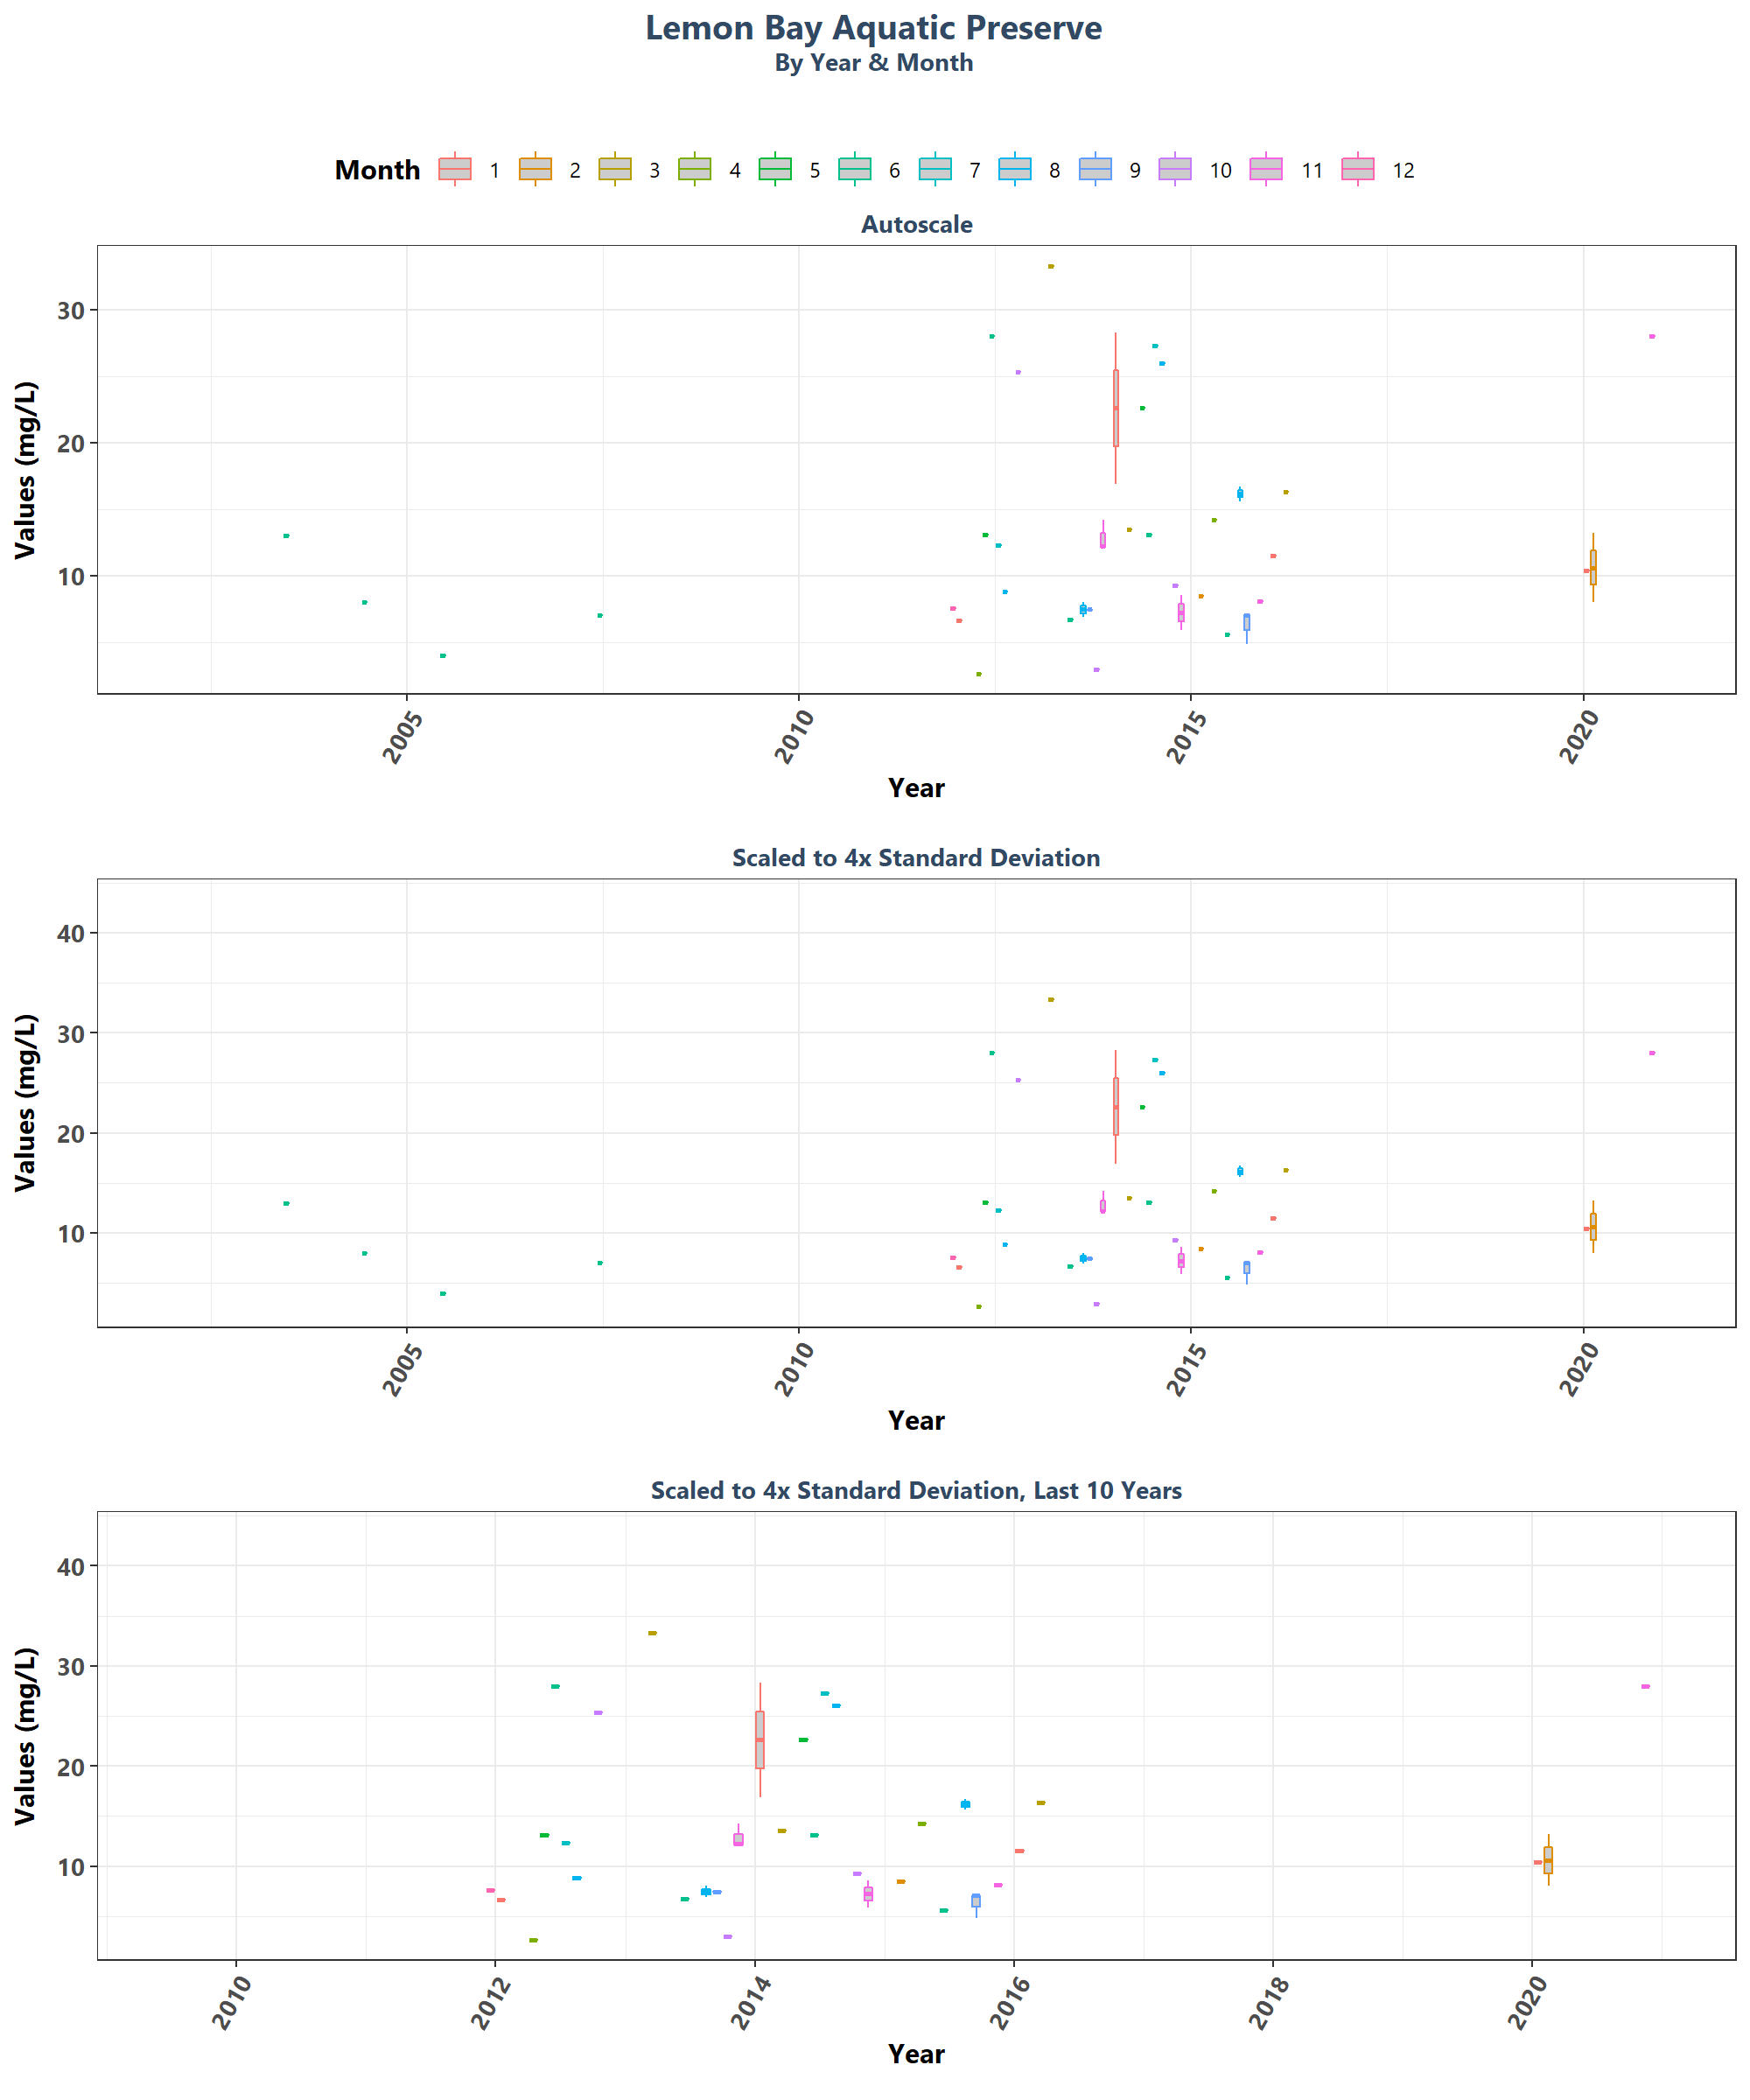 Lemon Bay Aquatic Preserve
By Year & Month
Month 1 2 3 4 5 6 7 8 9 10 11 12
Autoscale
Values (mg/L)
30
20
10
2005 2010 2015 2020
Year
Scaled to 4x Standard Deviation
Values (mg/L)
40
30
20
10
2005 2010 2015 2020
Year
Scaled to 4x Standard Deviation, Last 10 Years
Values (mg/L)
40
30
20
10
2010 2012 2014 2016 2018 2020
Year